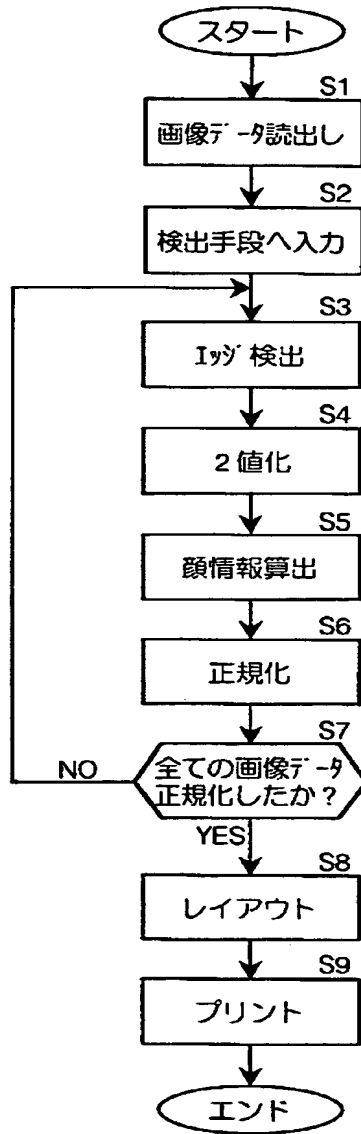 スタート
S1
画像データ読出し
S2
検出手段へ入力
S3
エッジ検出
S4
2値化
S5
顔情報算出
S6
正規化
S7
全ての画像データ
正規化したか？
NO
YES
S8
レイアウト
S9
プリント
エンド